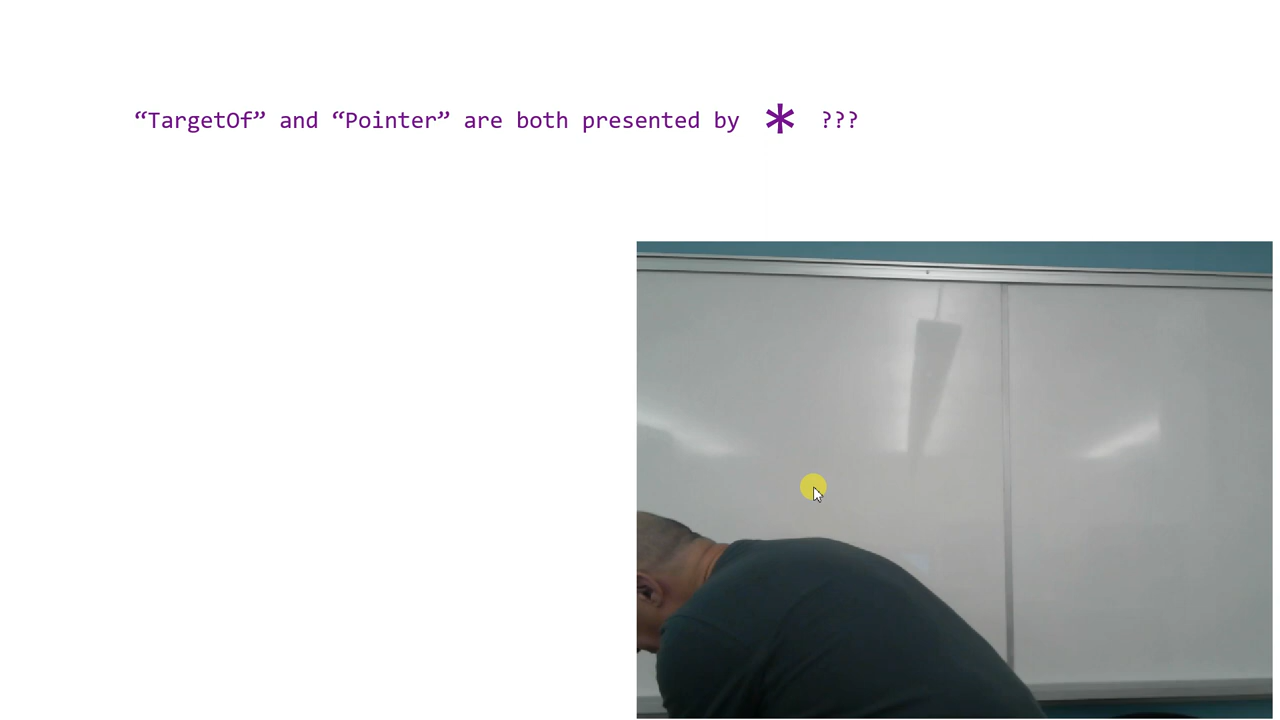 “TargetOf” and “Pointer” are both presented by * ???